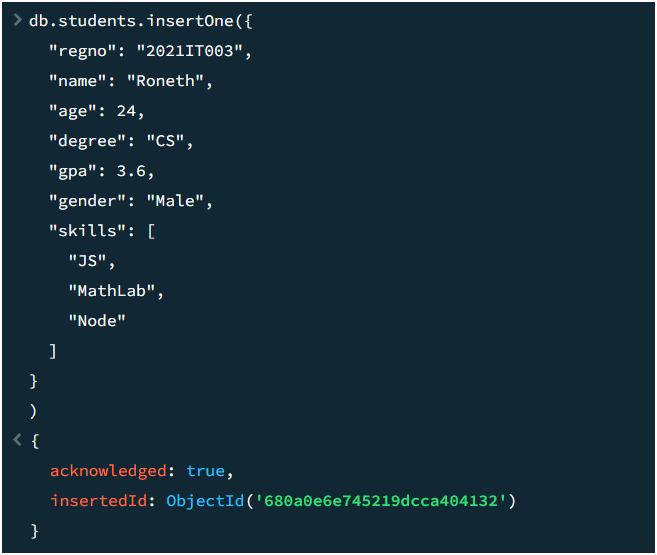 db.students.insertOne({
"regno": "2021IT003",
"name": "Roneth",
"age": 24,
"degree": "CS",
"gpa": 3.6,
"gender": "Male",
"skills": [
"JS",
"MathLab",
"Node"
]
}
)
{
acknowledged: true,
insertedId: ObjectId('680a0e6e745219dcca404132')
}